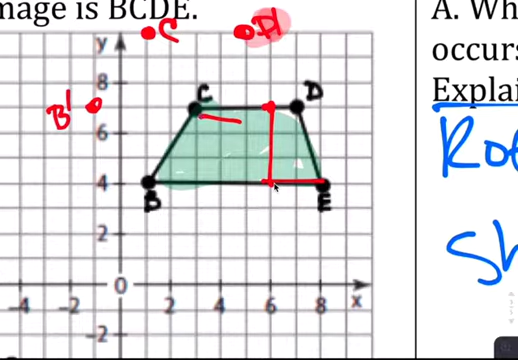 mage is BCDE.
A. Wh
occurs
Explai
C
D'
y
8
B'
C
D
6
4
B
E
2
-4
-2
0
2
4
6
8
x
-2
Ro
Sh